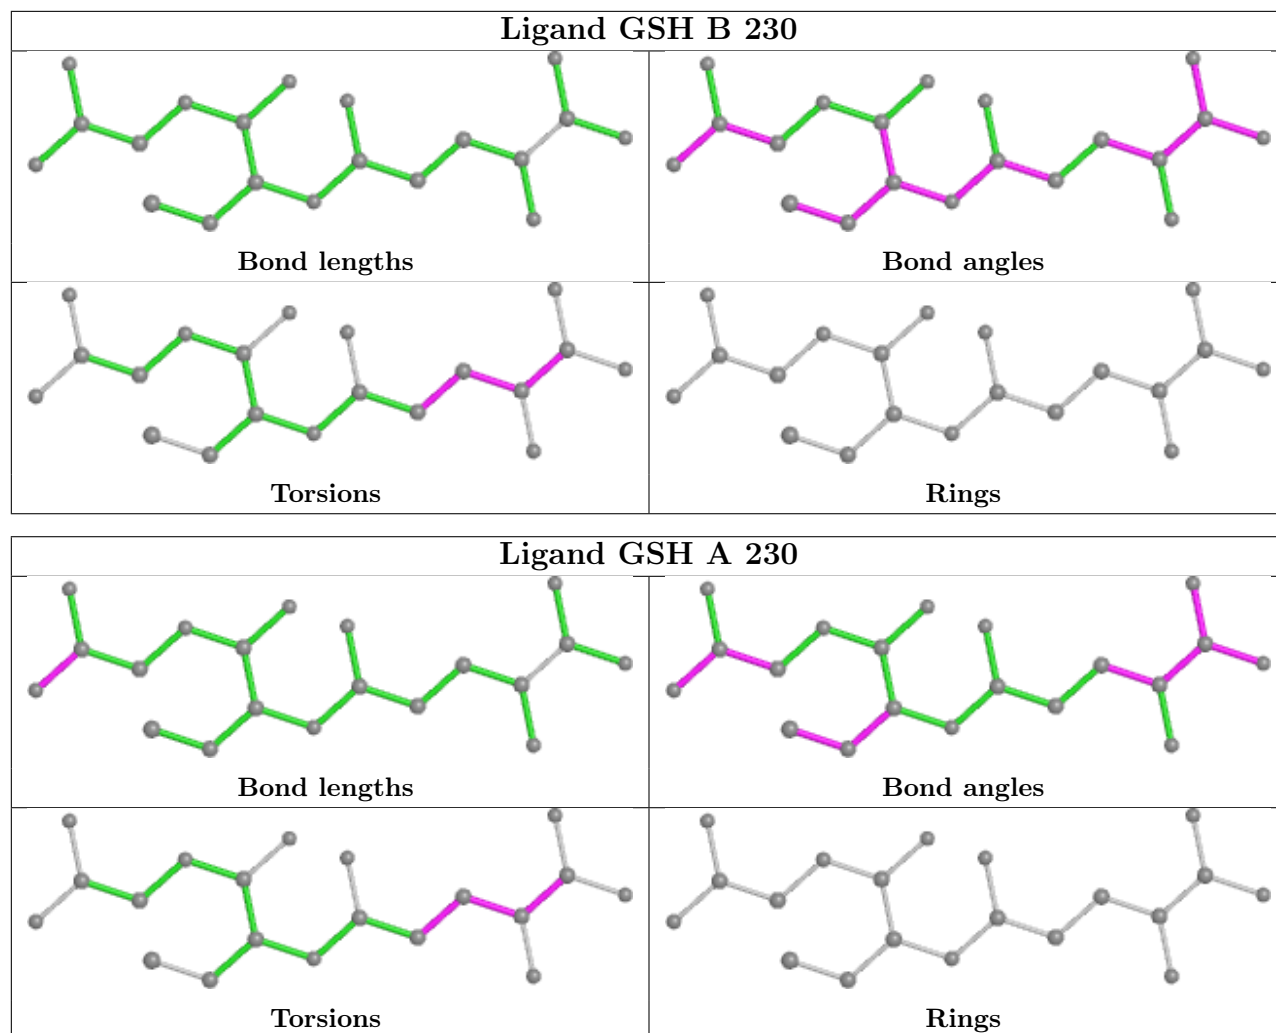 Ligand GSH B 230
Bond lengths
Bond angles
Torsions
Rings
Ligand GSH A 230
Bond lengths
Bond angles
Torsions
Rings